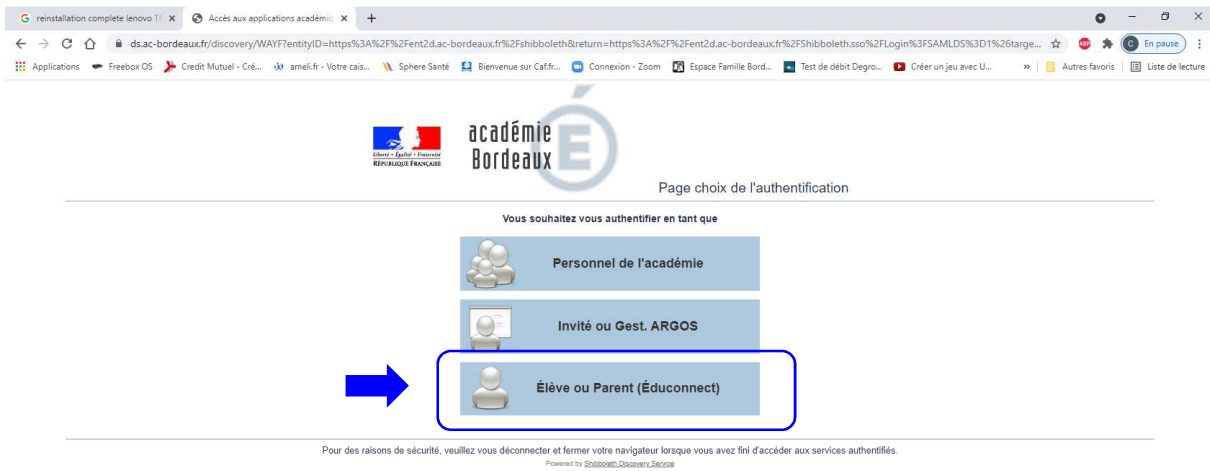 reinstallation complete lenovo T6
Accès aux applications académiq
ds.ac-bordeaux.fr/discovery/WAYF?entityID=https%3A%2F%2Fent2d.ac-bordeaux.fr%2Fshibboleth&return=https%3A%2F%2Fent2d.ac-bordeaux.fr%2FShibboleth.sso%2FLogin%3FSAMLDS%3D1%26targe...
ABP
C En pause
Applications Freebox OS Credit Mutuel - Cré... ameli.fr - Votre cais... Sphere Santé Bienvenue sur Caf.fr... Connexion - Zoom Espace Famille Bord... Test de débit Degro... Créer un jeu avec U... » Autres favoris Liste de lecture
Liberté • Égalité • Fraternité
RÉPUBLIQUE FRANÇAISE
académie
Bordeaux
É
Page choix de l'authentification
Vous souhaitez vous authentifier en tant que
Personnel de l'académie
Invité ou Gest. ARGOS
Élève ou Parent (Éduconnect)
Pour des raisons de sécurité, veuillez vous déconnecter et fermer votre navigateur lorsque vous avez fini d'accéder aux services authentifiés.
Powered by Shibboleth Discovery Service